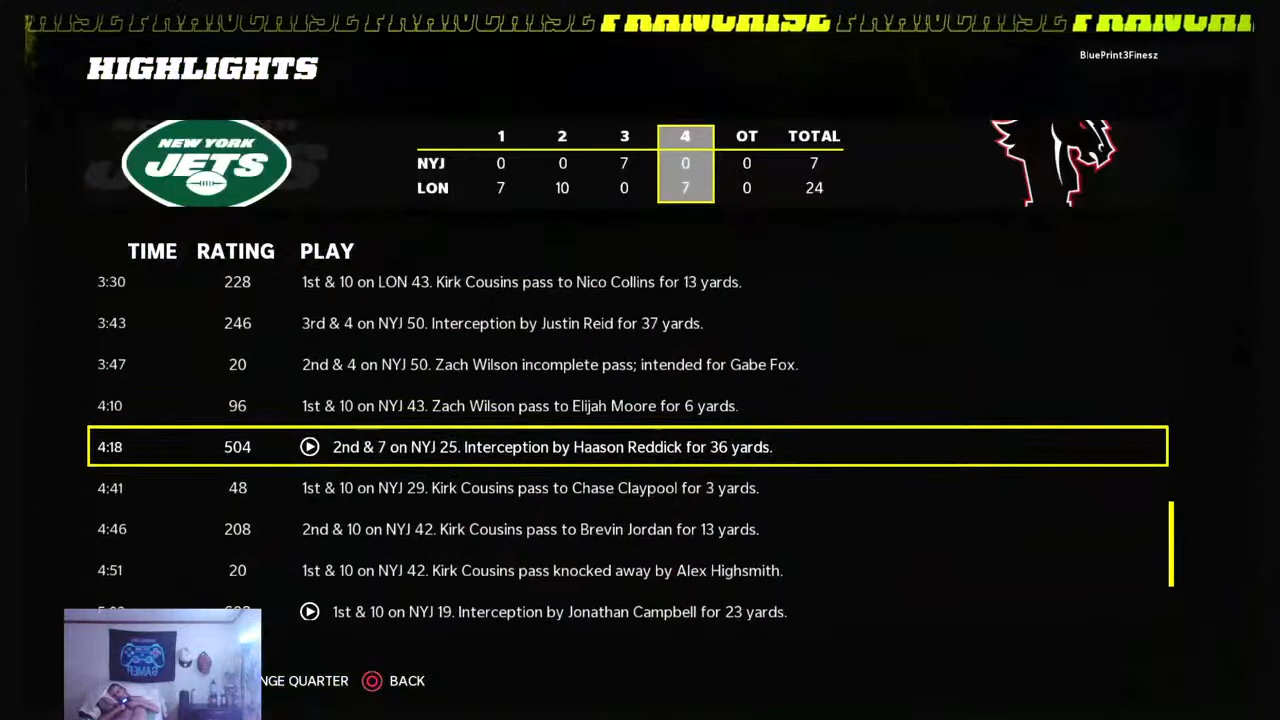 FRANCHISE FRANCHISE FRANCHISE FRANCHISE
BluePrint3Finesz
HIGHLIGHTS
NEW YORK
JETS
1 2 3 4 OT TOTAL
NYJ 0 0 7 0 0 7
LON 7 10 0 7 0 24
TIME RATING PLAY
3:30 228 1st & 10 on LON 43. Kirk Cousins pass to Nico Collins for 13 yards.
3:43 246 3rd & 4 on NYJ 50. Interception by Justin Reid for 37 yards.
3:47 20 2nd & 4 on NYJ 50. Zach Wilson incomplete pass; intended for Gabe Fox.
4:10 96 1st & 10 on NYJ 43. Zach Wilson pass to Elijah Moore for 6 yards.
4:18 504 2nd & 7 on NYJ 25. Interception by Haason Reddick for 36 yards.
4:41 48 1st & 10 on NYJ 29. Kirk Cousins pass to Chase Claypool for 3 yards.
4:46 208 2nd & 10 on NYJ 42. Kirk Cousins pass to Brevin Jordan for 13 yards.
4:51 20 1st & 10 on NYJ 42. Kirk Cousins pass knocked away by Alex Highsmith.
1st & 10 on NYJ 19. Interception by Jonathan Campbell for 23 yards.
NGE QUARTER BACK